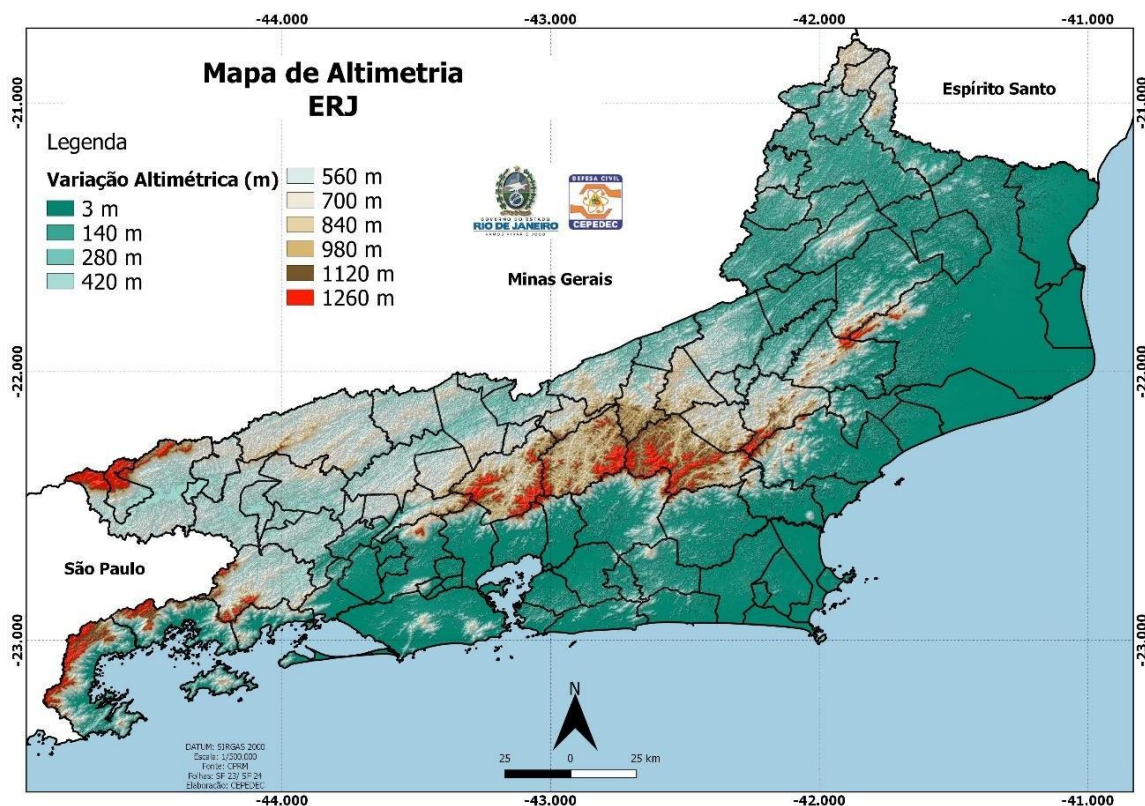 -44.000
-43.000
-42.000
-41.000
Mapa de Altimetria
ERJ
Espírito Santo
-21.000
-21.000
Legenda
Variação Altimétrica (m)
3 m
140 m
280 m
420 m
560 m
700 m
840 m
980 m
1120 m
1260 m
GOVERNO DO ESTADO
RIO DE JANEIRO
DEFESA CIVIL
CEPEDEC
Minas Gerais
-22.000
-22.000
São Paulo
-23.000
-23.000
N
25 0 25 km
DATUM: SIRGAS 2000
Escala: 1/500.000
Fonte: CPRM
Folhas: SF 23/ SF 24
Elaboração: CEPEDEC
-44.000
-43.000
-42.000
-41.000